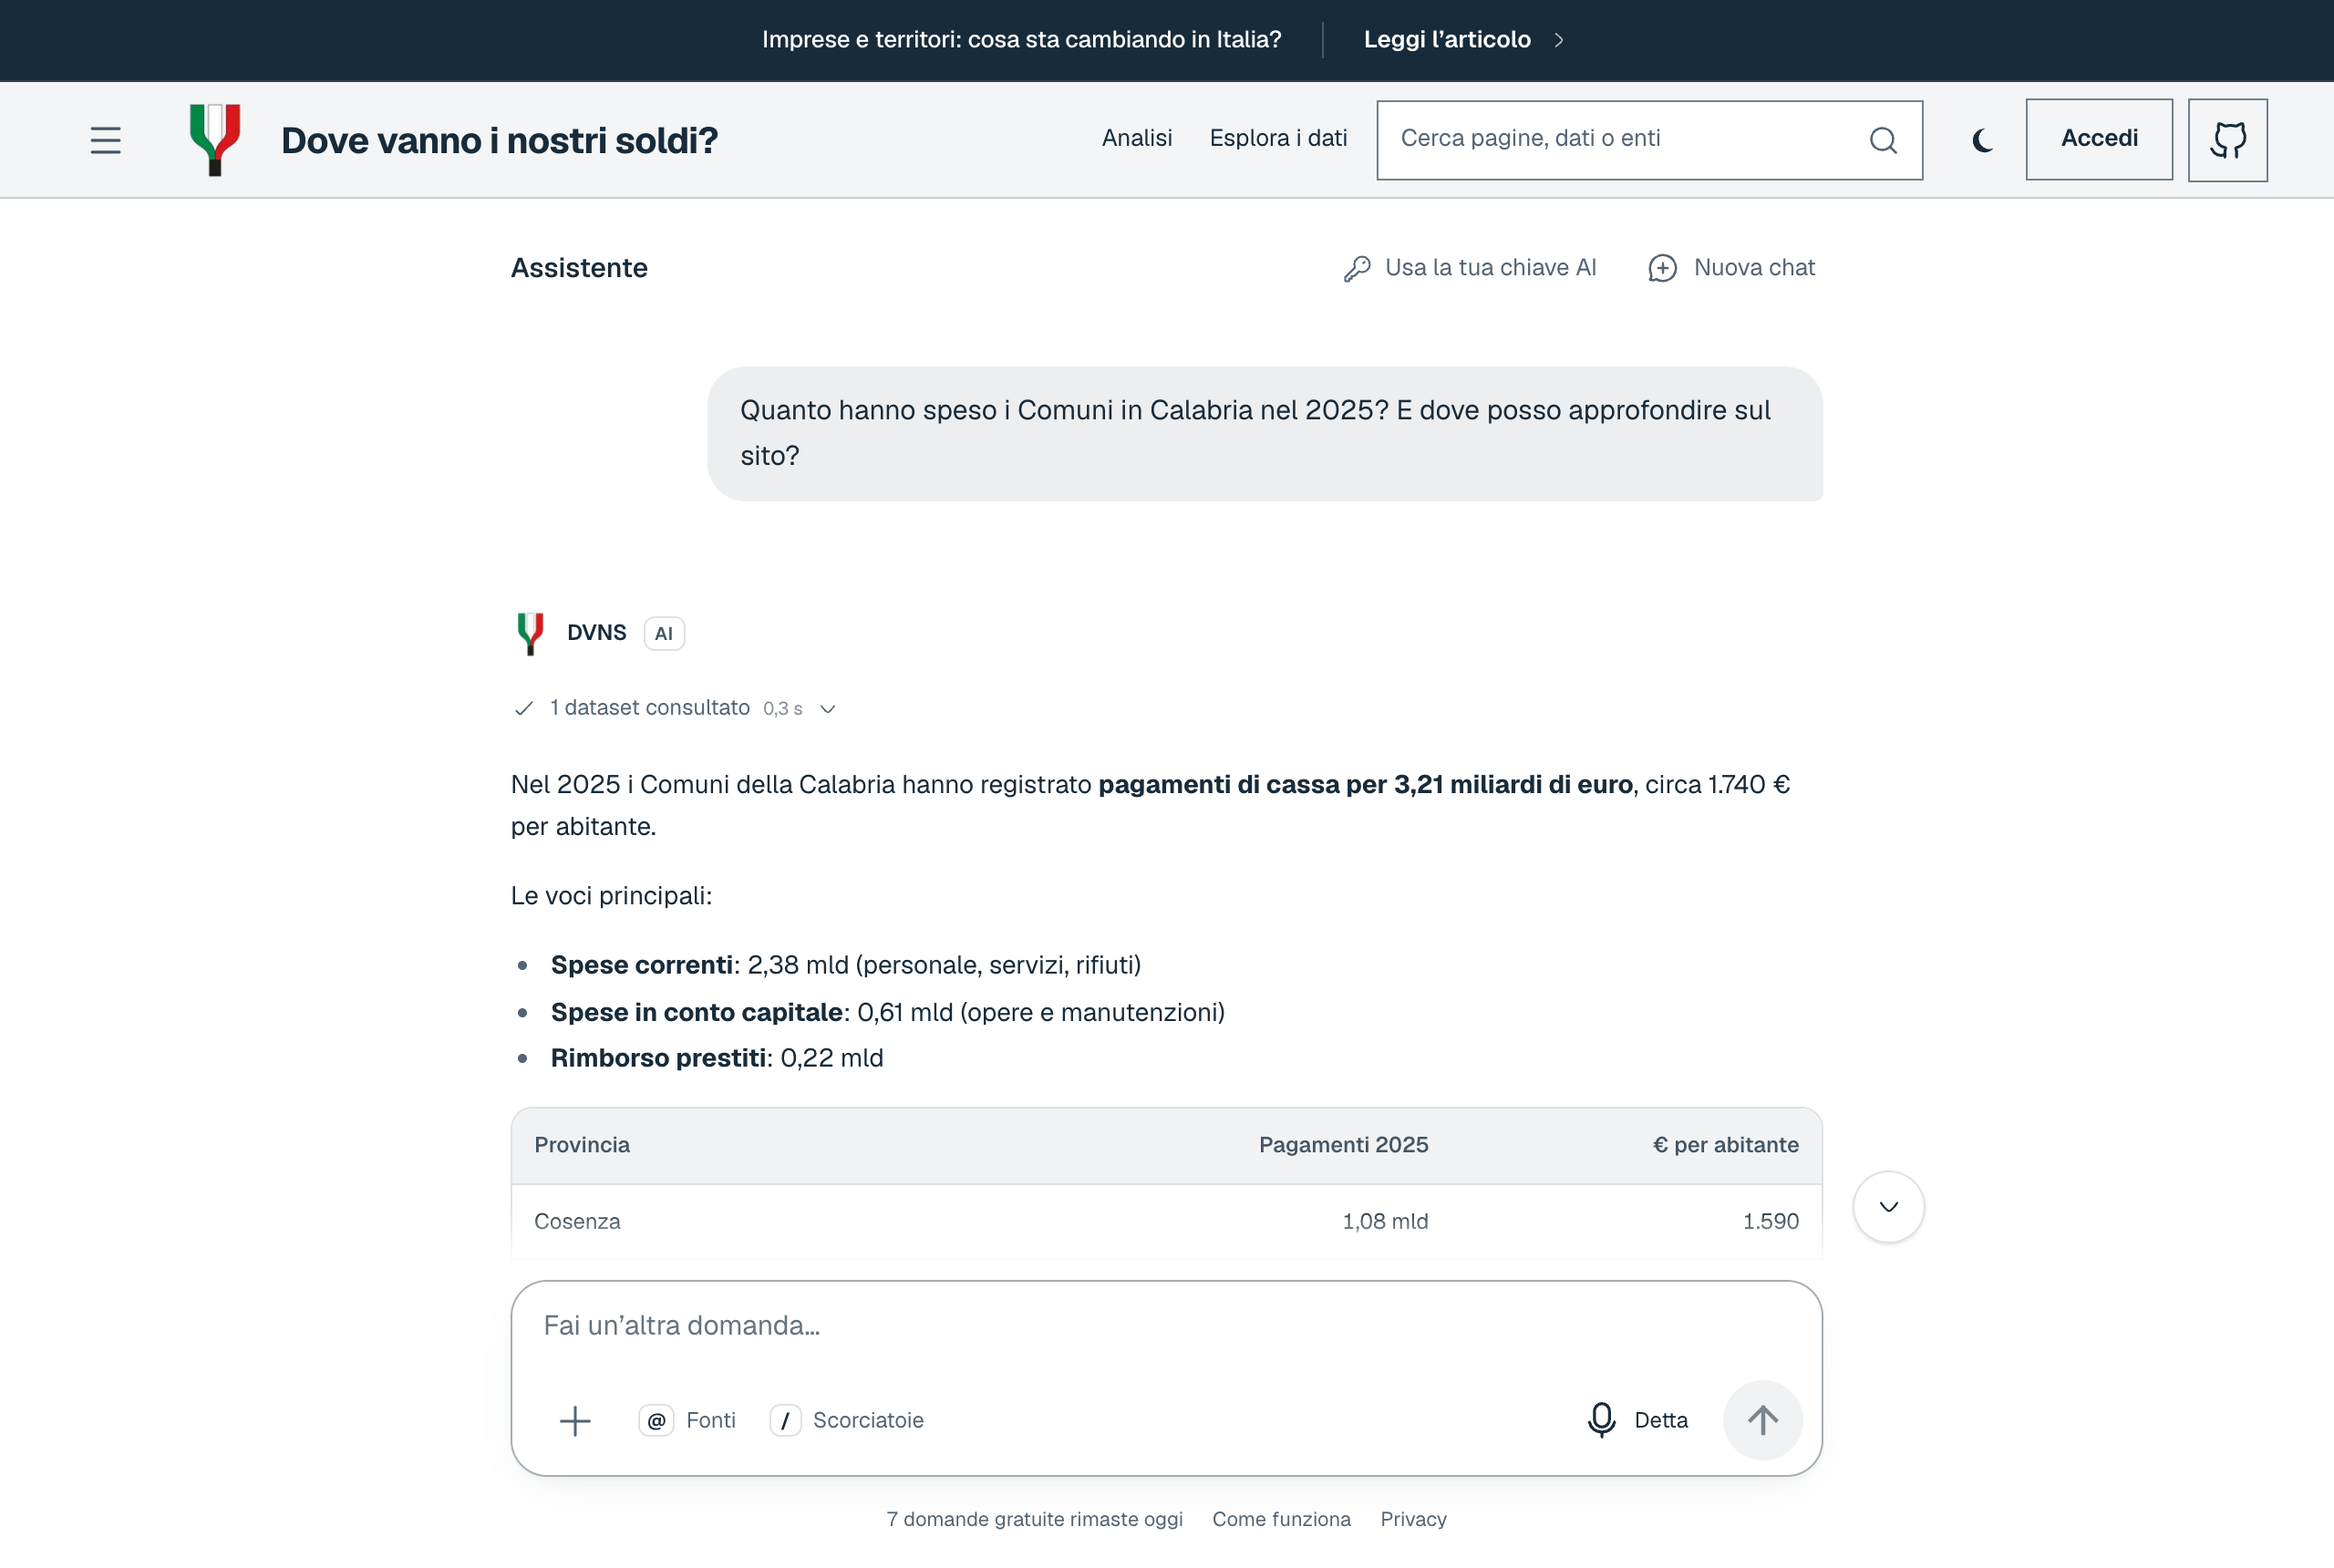 Imprese e territori: cosa sta cambiando in Italia? Leggi l’articolo
Dove vanno i nostri soldi? Analisi Esplora i dati Cerca pagine, dati o enti Accedi
Assistente Usa la tua chiave AI Nuova chat
Quanto hanno speso i Comuni in Calabria nel 2025? E dove posso approfondire sul
sito?
DVNS AI
1 dataset consultato 0,3 s
Nel 2025 i Comuni della Calabria hanno registrato pagamenti di cassa per 3,21 miliardi di euro, circa 1.740 €
per abitante.
Le voci principali:
• Spese correnti: 2,38 mld (personale, servizi, rifiuti)
• Spese in conto capitale: 0,61 mld (opere e manutenzioni)
• Rimborso prestiti: 0,22 mld
Provincia Pagamenti 2025 € per abitante
Cosenza 1,08 mld 1.590
Fai un’altra domanda…
@ Fonti / Scorciatoie Detta
7 domande gratuite rimaste oggi Come funziona Privacy